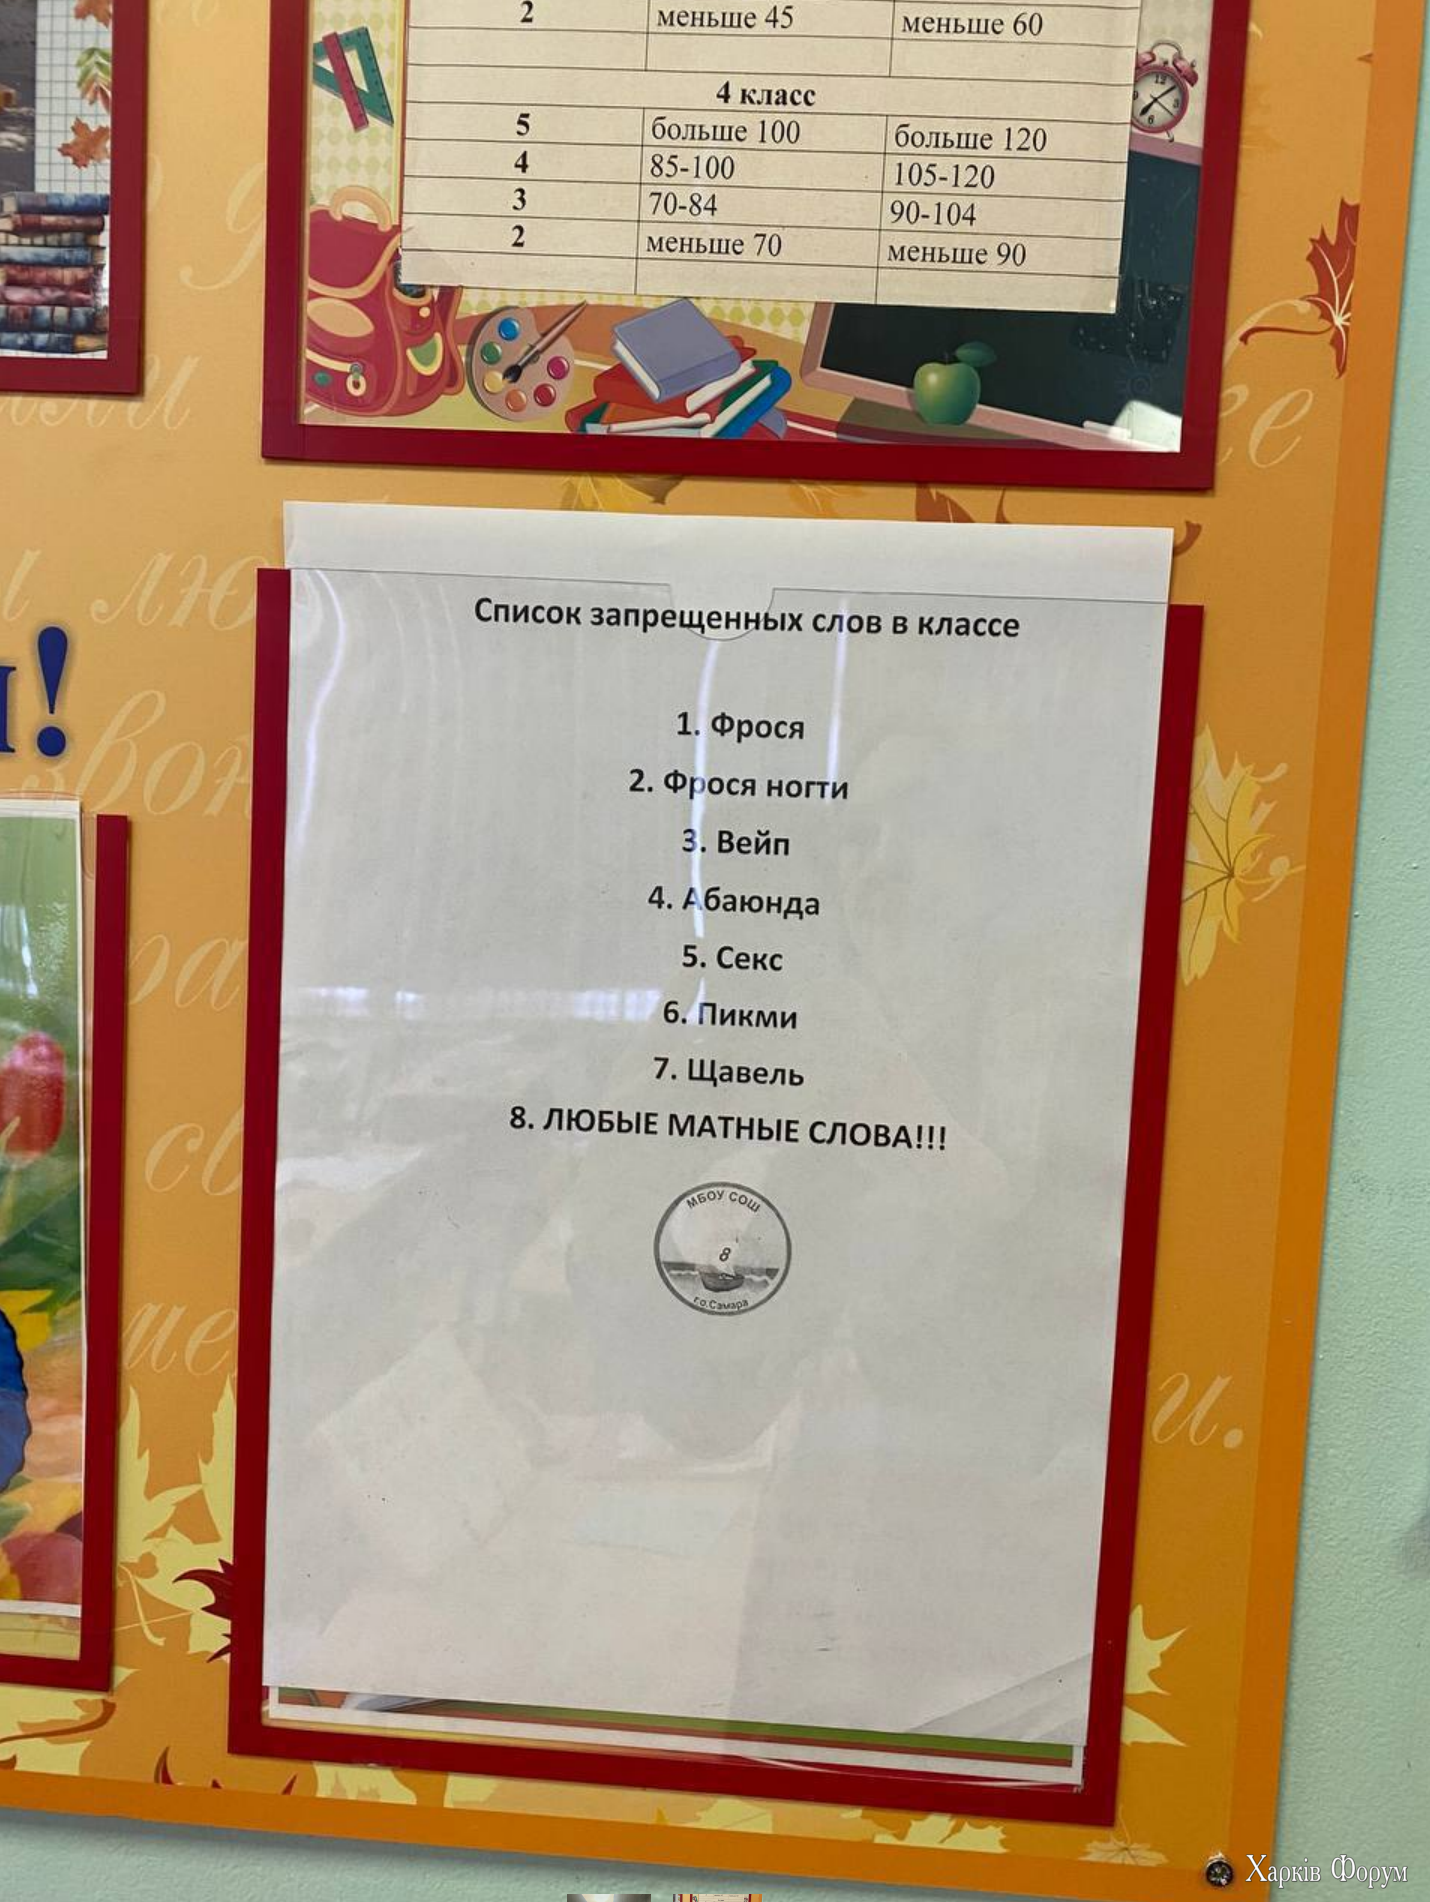 2 меньше 45 меньше 60
4 класс
5 больше 100 больше 120
4 85-100 105-120
3 70-84 90-104
2 меньше 70 меньше 90
Список запрещенных слов в классе
1. Фрося
2. Фрося ногти
3. Вейп
4. Абаюнда
5. Секс
6. Пикми
7. Щавель
8. ЛЮБЫЕ МАТНЫЕ СЛОВА!!!
МБОУ СОШ
8
г.о.Самара
Харків Форум